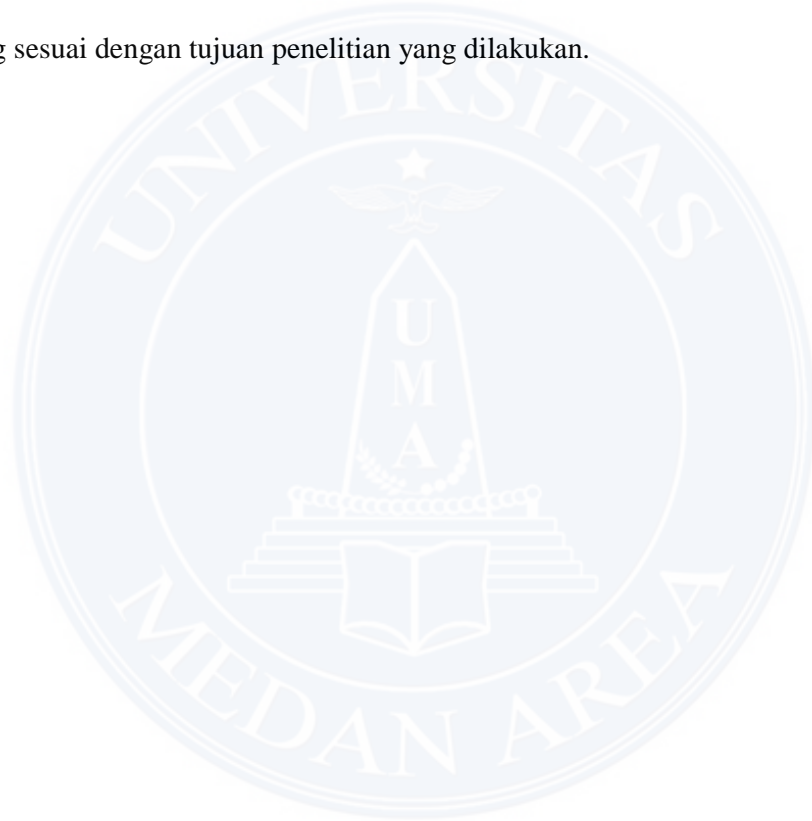 g sesuai dengan tujuan penelitian yang dilakukan.
UNIVERSITAS
U
M
A
MEDAN AREA